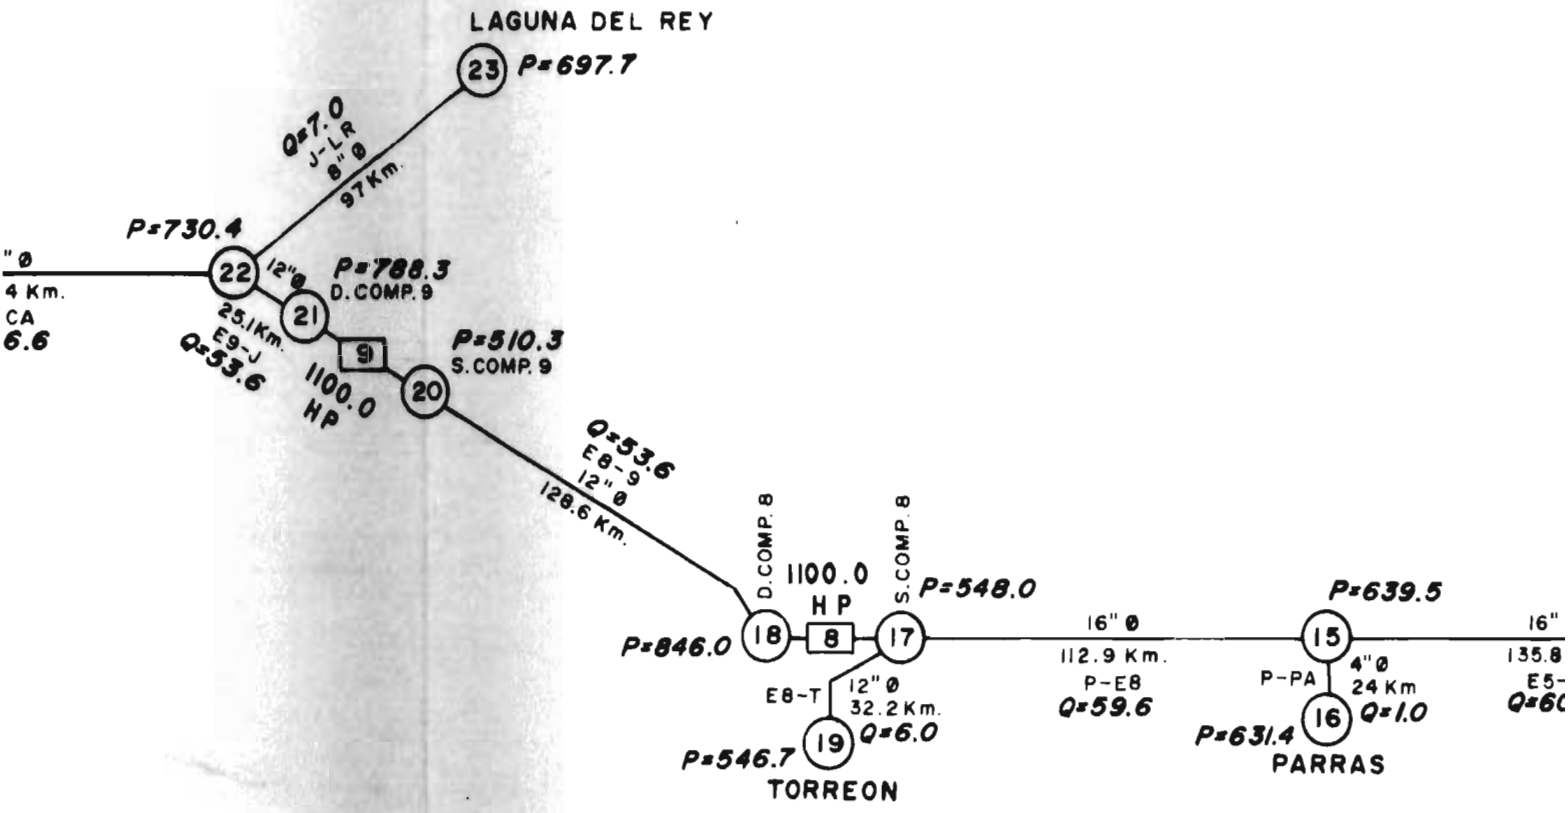 LAGUNA DEL REY
23
P=697.7
Q=7.0
J-LR
8"Ø
97 Km.
P=730.4
"Ø
4 Km.
CA
6.6
22
12"Ø
P=788.3
D. COMP. 9
21
25.1Km.
E9-J
Q=53.6
9
1100.0
HP
P=510.3
S. COMP. 9
20
Q=53.6
E8-9
12"Ø
128.6 Km.
D. COMP. 8
1100.0
HP
S. COMP. 8
P=548.0
P=639.5
P=846.0
18
8
17
16"Ø
112.9 Km.
P-E8
Q=59.6
15
16"
135.8
E5-
Q=60
E8-T
12"Ø
32.2 Km.
Q=6.0
P-PA
4"Ø
24 Km
Q=1.0
P=546.7
19
TORREON
P=631.4
16
PARRAS